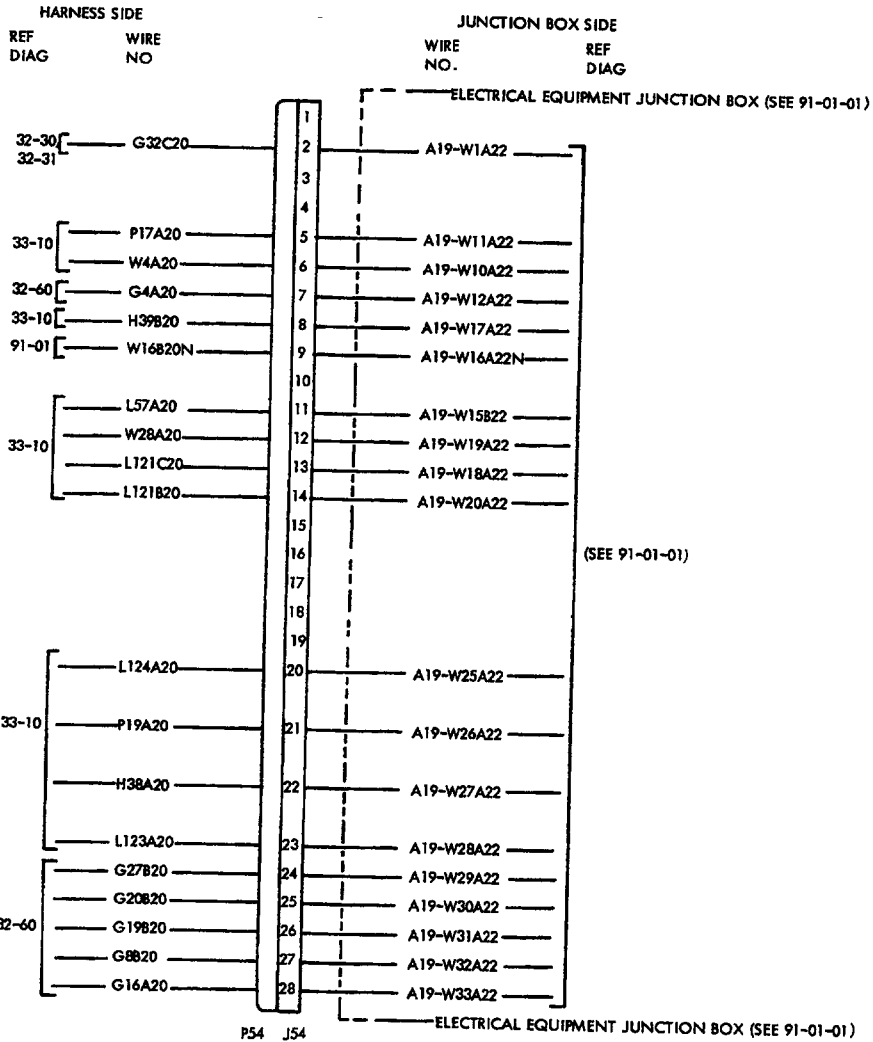 HARNESS SIDE
JUNCTION BOX SIDE
REF DIAG
WIRE NO
WIRE NO.
REF DIAG
ELECTRICAL EQUIPMENT JUNCTION BOX (SEE 91-01-01)
1
32-30 32-31 G32C20 2 A19-W1A22
3
4
33-10 P17A20 5 A19-W11A22
W4A20 6 A19-W10A22
32-60 G4A20 7 A19-W12A22
33-10 H39B20 8 A19-W17A22
91-01 W16B20N 9 A19-W16A22N
10
L57A20 11 A19-W15B22
33-10 W28A20 12 A19-W19A22
L121C20 13 A19-W18A22
L121B20 14 A19-W20A22
15
16 (SEE 91-01-01)
17
18
19
L124A20 20 A19-W25A22
33-10 P19A20 21 A19-W26A22
H38A20 22 A19-W27A22
L123A20 23 A19-W28A22
G27B20 24 A19-W29A22
G20B20 25 A19-W30A22
32-60 G19B20 26 A19-W31A22
G8B20 27 A19-W32A22
G16A20 28 A19-W33A22
ELECTRICAL EQUIPMENT JUNCTION BOX (SEE 91-01-01)
P54 J54